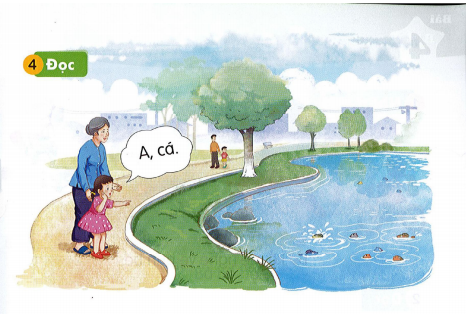 4 Đọc
A, cá.